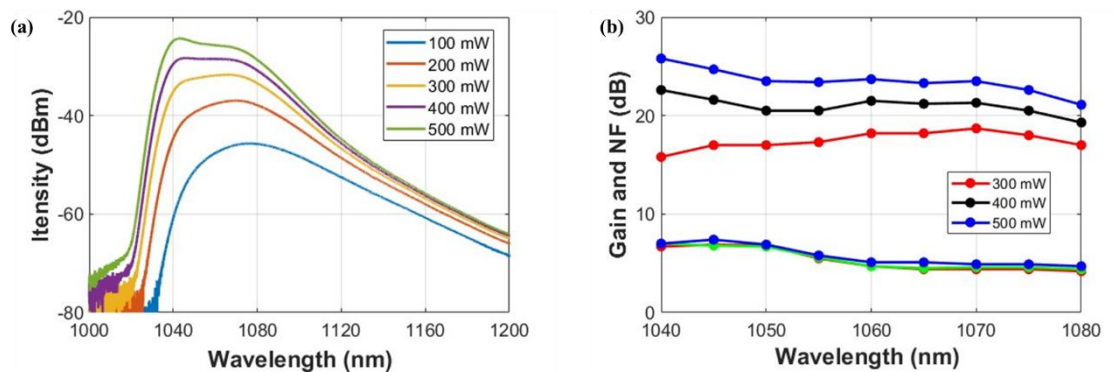 (a)
Itensity (dBm)
-20
-40
-60
-80
1000 1040 1080 1120 1160 1200
Wavelength (nm)
100 mW
200 mW
300 mW
400 mW
500 mW
(b)
Gain and NF (dB)
30
20
10
0
1040 1050 1060 1070 1080
Wavelength (nm)
300 mW
400 mW
500 mW